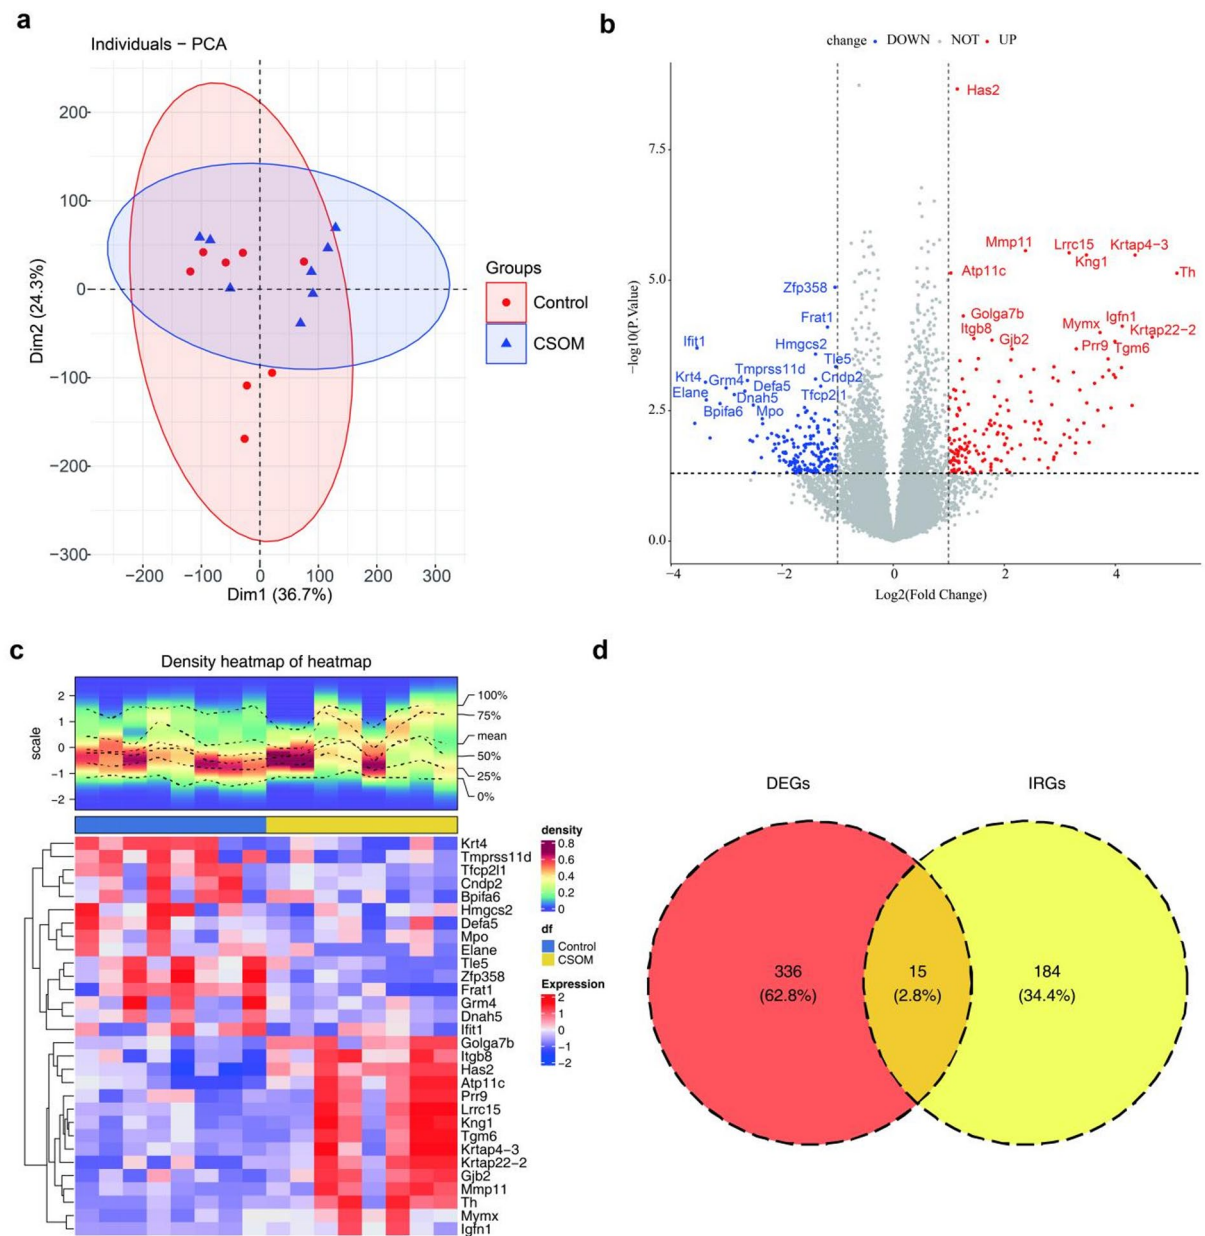 a
Individuals − PCA
200
100
0
−100
−200
−300
Dim2 (24.3%)
−200 −100 0 100 200 300
Dim1 (36.7%)
Groups
Control
CSOM
b
change DOWN NOT UP
7.5
5.0
2.5
0.0
−log10(P.Value)
Has2
Mmp11
Lrrc15
Krtap4−3
Kng1
Th
Atp11c
Zfp358
Golga7b
Igfn1
Frat1
Itgb8
Mymx
Krtap22−2
Ifit1
Hmgcs2
Gjb2
Prr9
Tgm6
Tle5
Tmprss11d
Krt4
Grm4
Cndp2
Elane
Defa5
Dnah5
Tfcp2l1
Bpifa6
Mpo
−4 −2 0 2 4
Log2(Fold Change)
c
Density heatmap of heatmap
2
1
0
−1
−2
scale
100%
75%
mean
50%
25%
0%
Krt4
Tmprss11d
Tfcp2l1
Cndp2
Bpifa6
Hmgcs2
Defa5
Mpo
Elane
Tle5
Zfp358
Frat1
Grm4
Dnah5
Ifit1
Golga7b
Itgb8
Has2
Atp11c
Prr9
Lrrc15
Kng1
Tgm6
Krtap4−3
Krtap22−2
Gjb2
Mmp11
Th
Mymx
Igfn1
density
0.8
0.6
0.4
0.2
0
df
Control
CSOM
Expression
2
1
0
−1
−2
d
DEGs
IRGs
336
(62.8%)
15
(2.8%)
184
(34.4%)